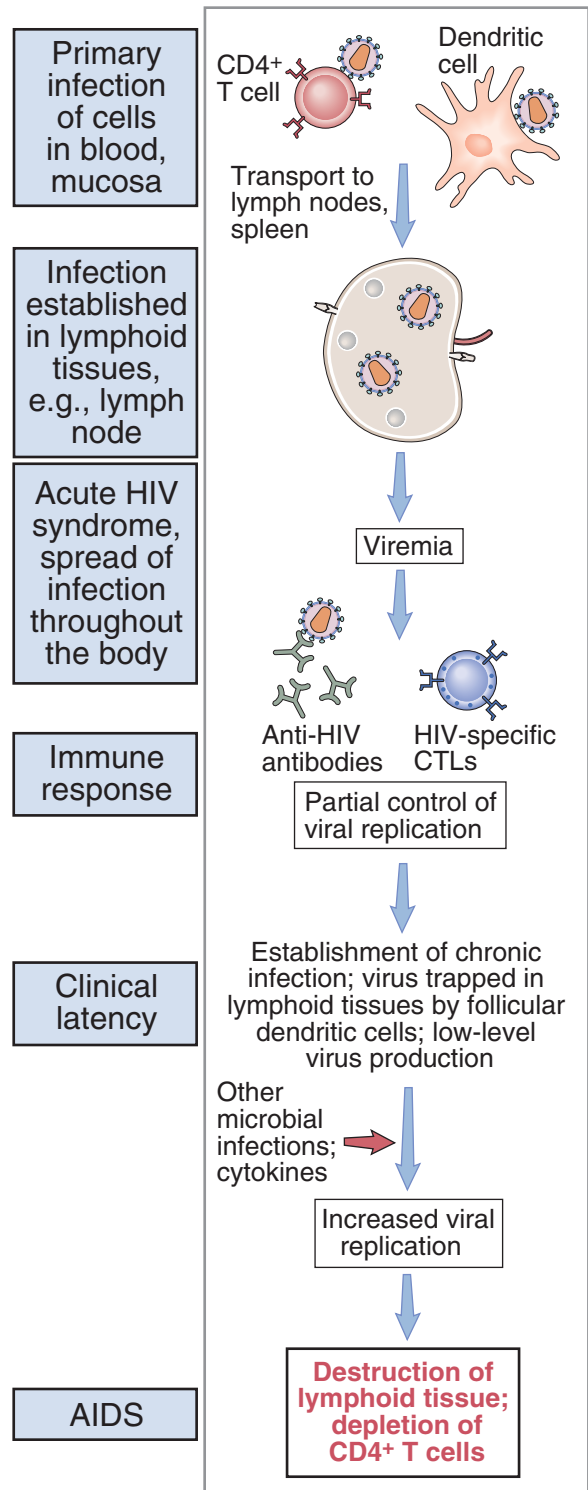 Primary
infection
of cells
in blood,
mucosa
CD4⁺
T cell
Dendritic
cell
Transport to
lymph nodes,
spleen
Infection
established
in lymphoid
tissues,
e.g., lymph
node
Acute HIV
syndrome,
spread of
infection
throughout
the body
Viremia
Immune
response
Anti-HIV
antibodies
HIV-specific
CTLs
Partial control of
viral replication
Clinical
latency
Establishment of chronic
infection; virus trapped in
lymphoid tissues by follicular
dendritic cells; low-level
virus production
Other
microbial
infections;
cytokines
Increased viral
replication
AIDS
Destruction of
lymphoid tissue;
depletion of
CD4⁺ T cells